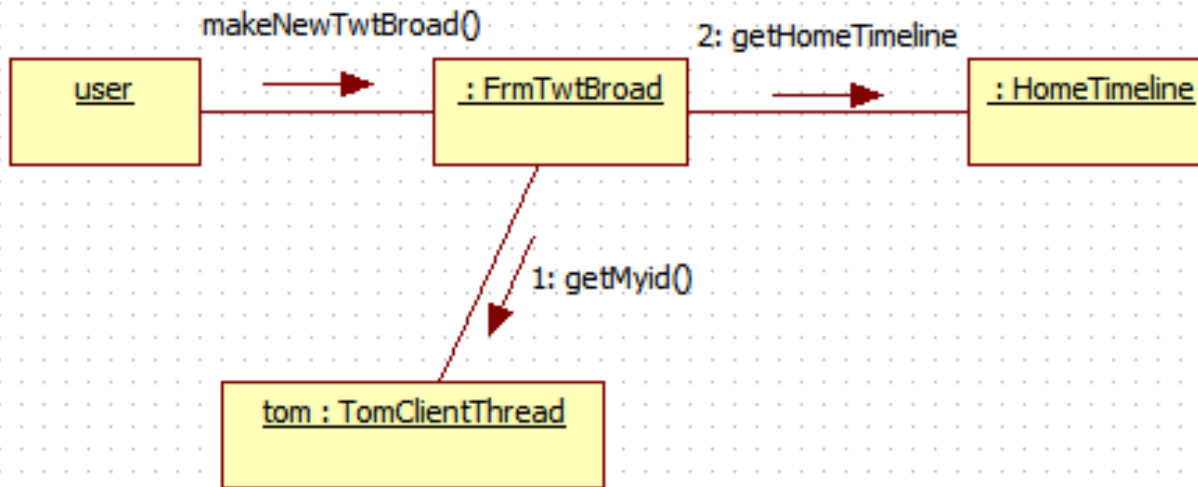 makeNewTwtBroad()
2: getHomeTimeline
user
: FrmTwtBroad
: HomeTimeline
1: getMyid()
tom : TomClientThread